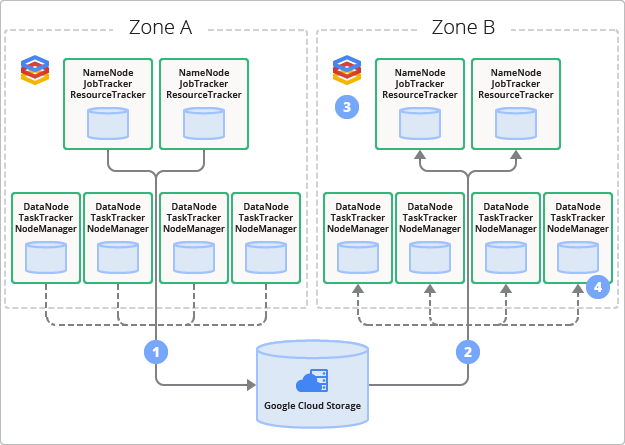 Zone A
Zone B
NameNode
JobTracker
ResourceTracker
NameNode
JobTracker
ResourceTracker
NameNode
JobTracker
ResourceTracker
NameNode
JobTracker
ResourceTracker
3
DataNode
TaskTracker
NodeManager
DataNode
TaskTracker
NodeManager
DataNode
TaskTracker
NodeManager
DataNode
TaskTracker
NodeManager
DataNode
TaskTracker
NodeManager
DataNode
TaskTracker
NodeManager
DataNode
TaskTracker
NodeManager
DataNode
TaskTracker
NodeManager
4
1
2
Google Cloud Storage